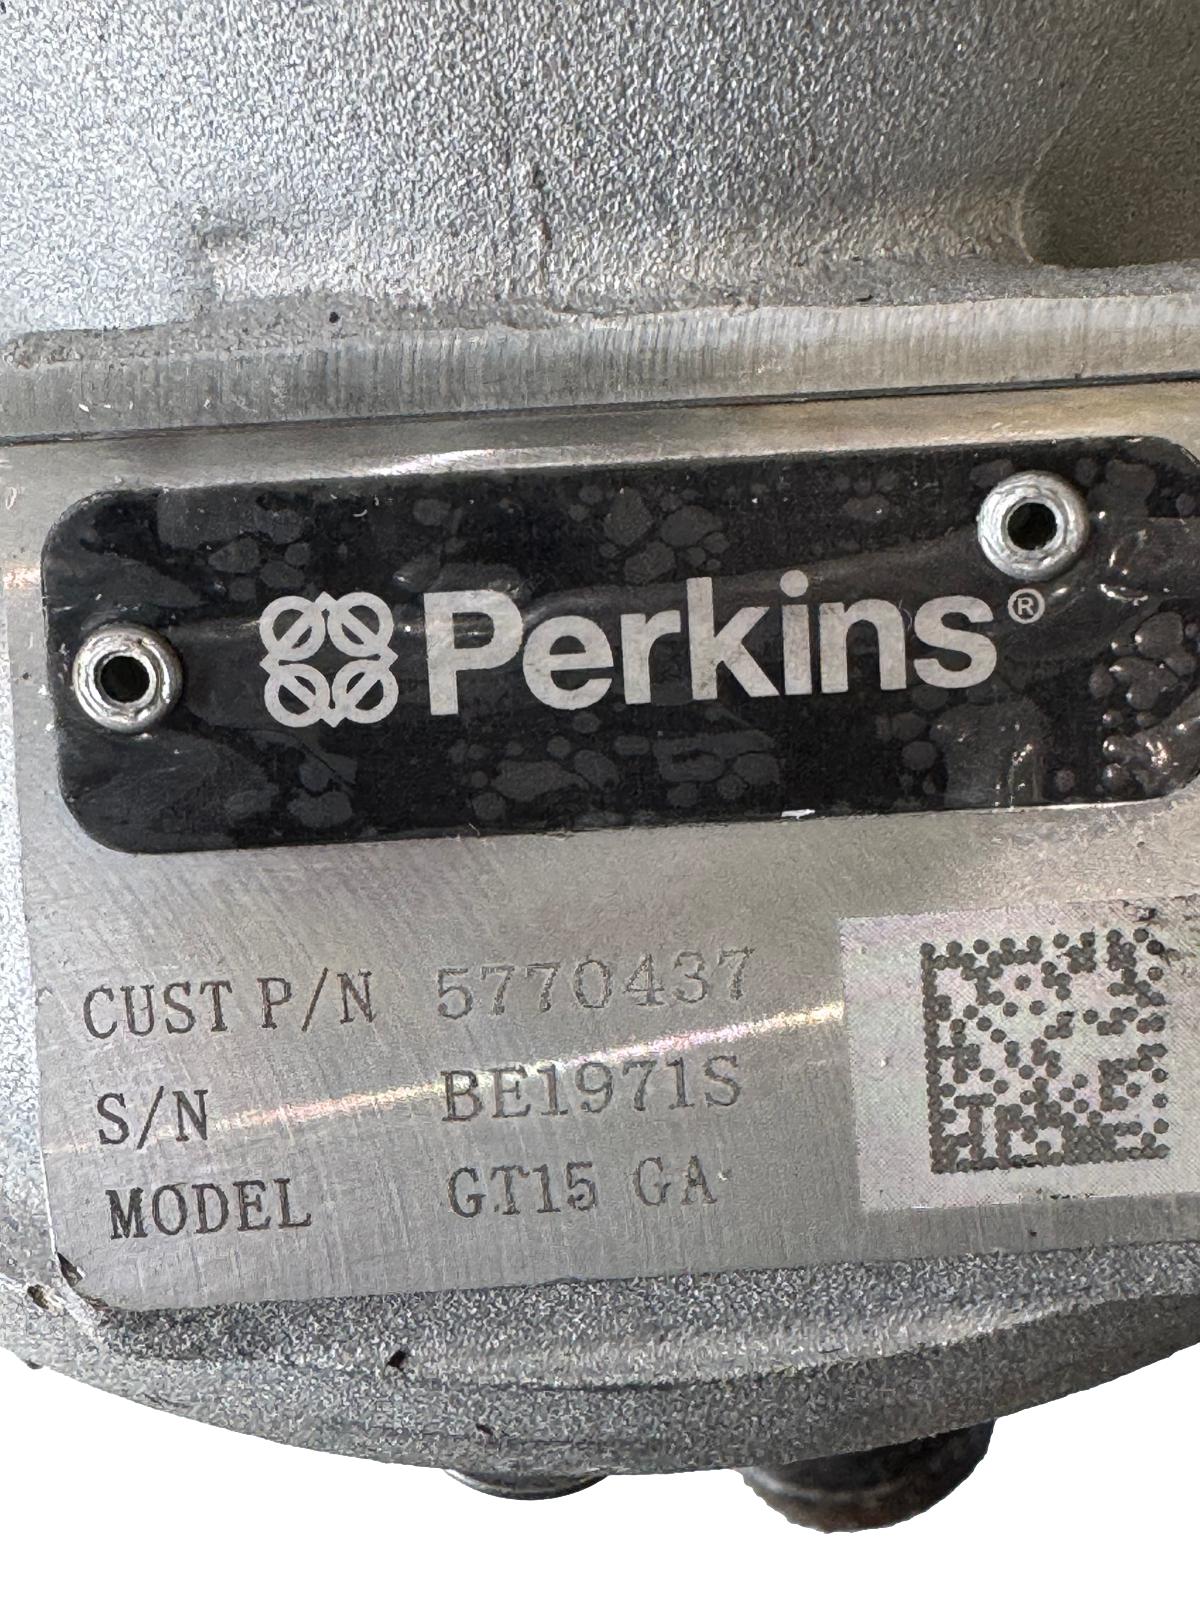 Perkins®
CUST P/N 5770437
S/N BE1971S
MODEL GT15 GA